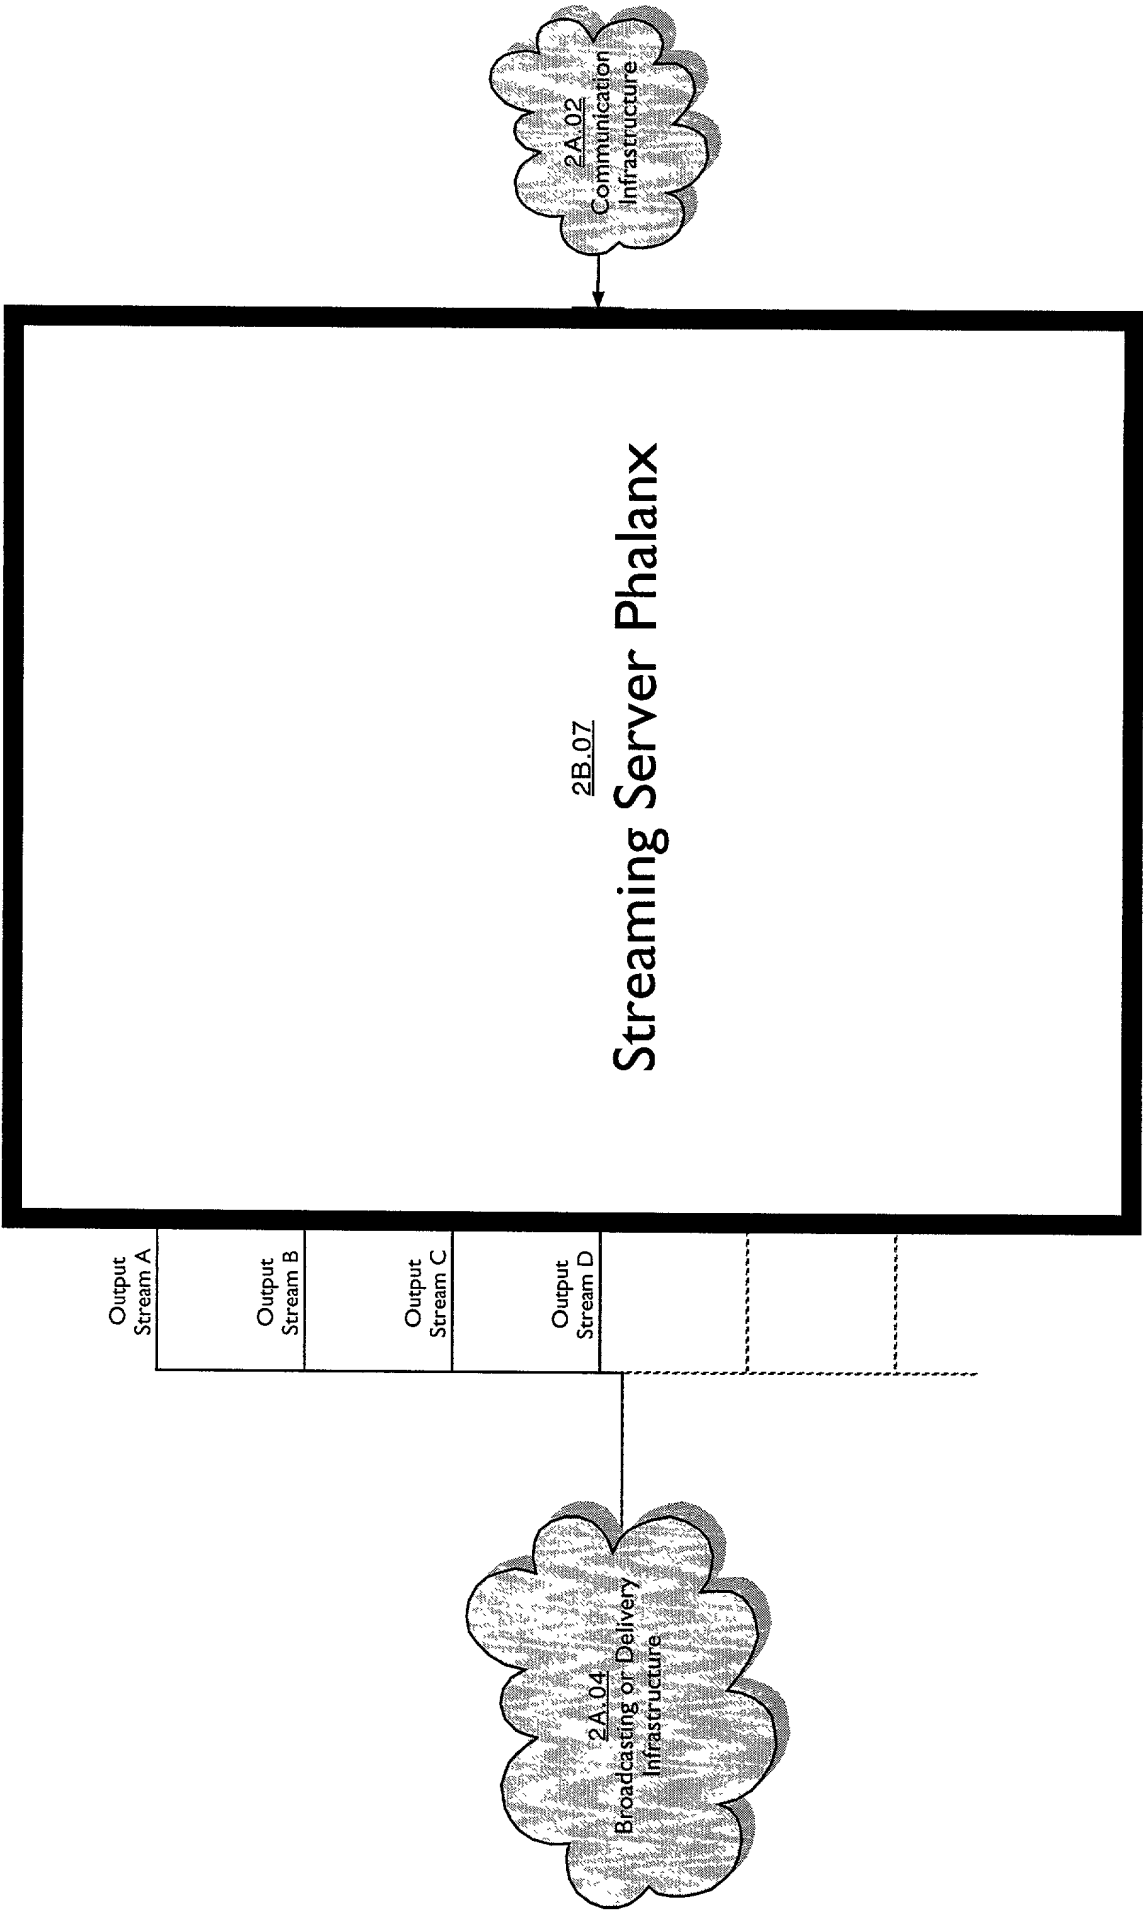 2A.02
Communication
Infrastructure
2B.07
Streaming Server Phalanx
Output
Stream A
Output
Stream B
Output
Stream C
Output
Stream D
2A.04
Broadcasting or Delivery
Infrastructure